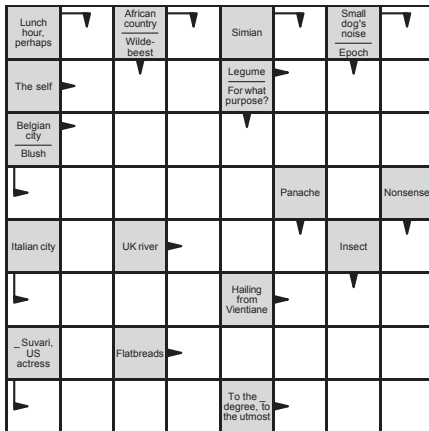 Lunch
hour,
perhaps
African
country
Wilde-
beest
Simian
Small
dog's
noise
Epoch
The self
Legume
For what
purpose?
Belgian
city
Blush
Panache
Nonsense
Italian city
UK river
Insect
Hailing
from
Vientiane
_ Suvari,
US
actress
Flatbreads
To the _
degree, to
the utmost